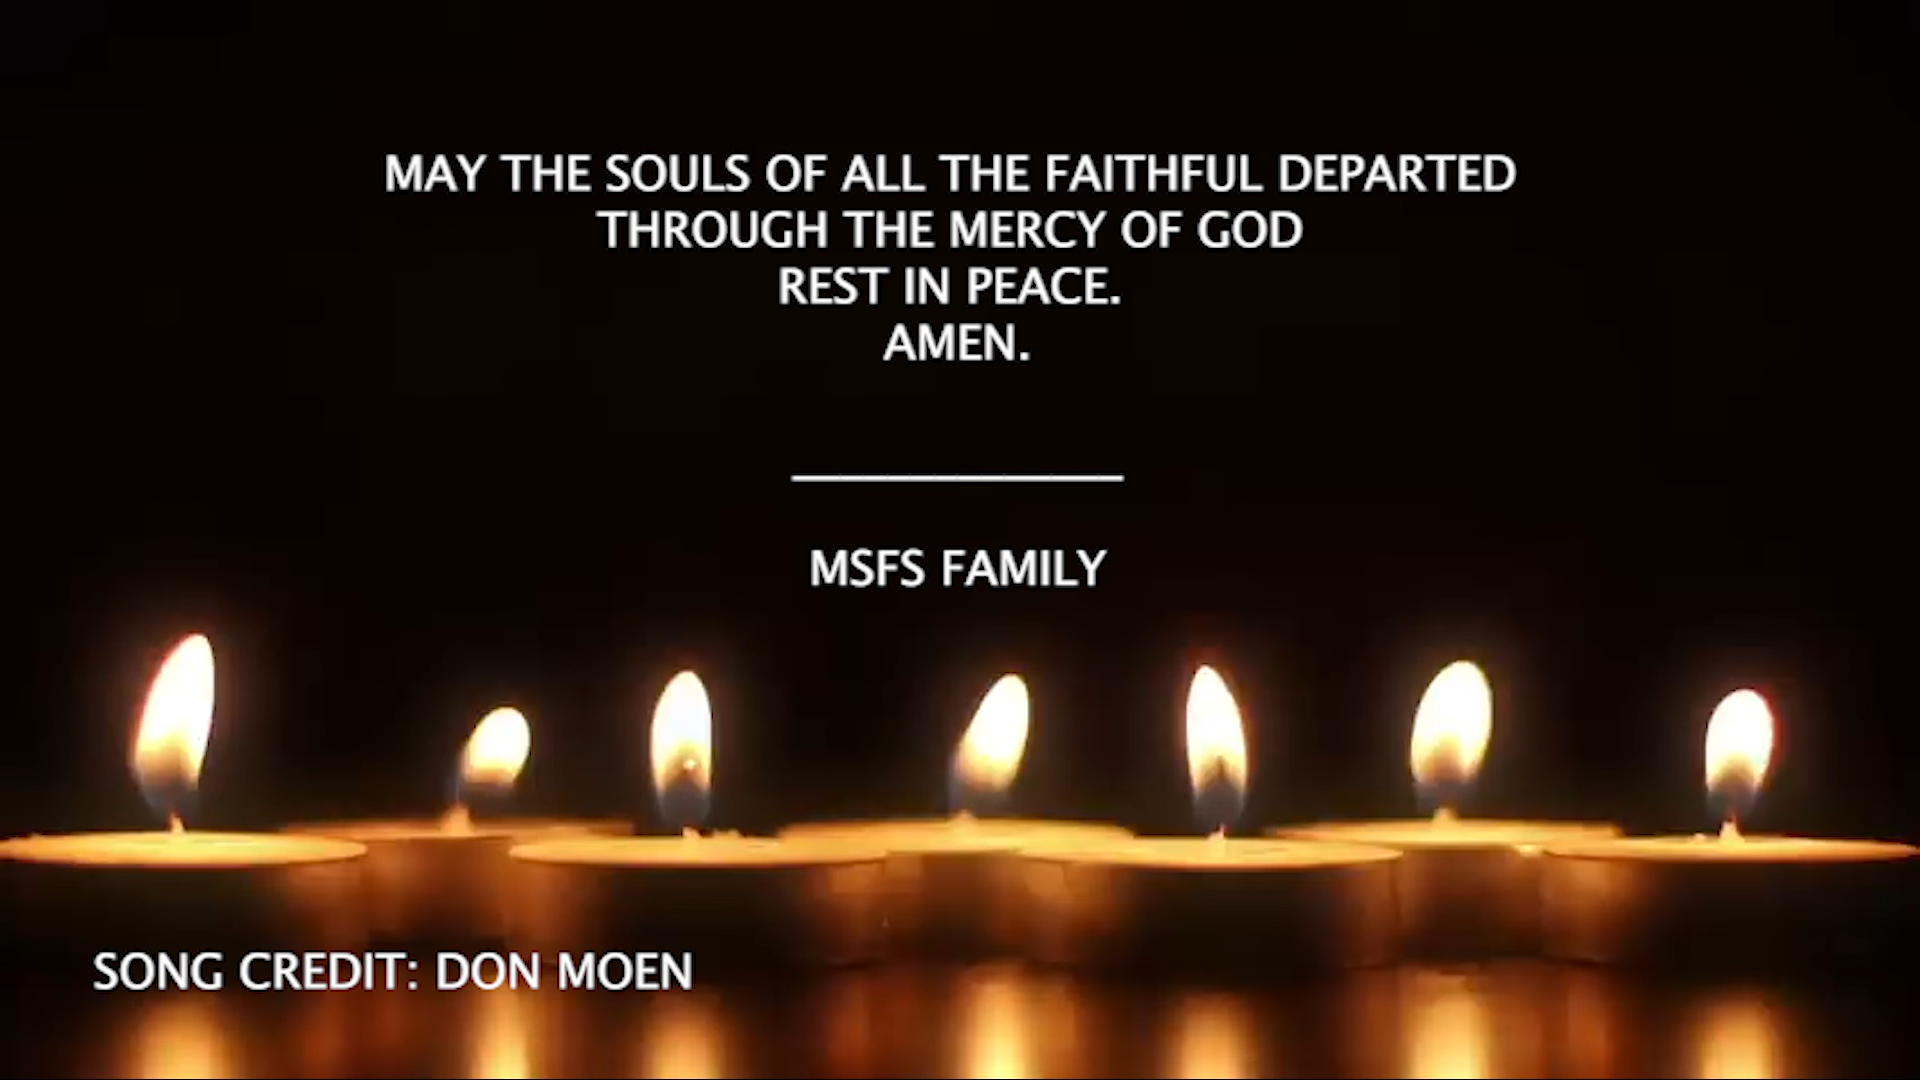 MAY THE SOULS OF ALL THE FAITHFUL DEPARTED
THROUGH THE MERCY OF GOD
REST IN PEACE.
AMEN.
MSFS FAMILY
SONG CREDIT: DON MOEN